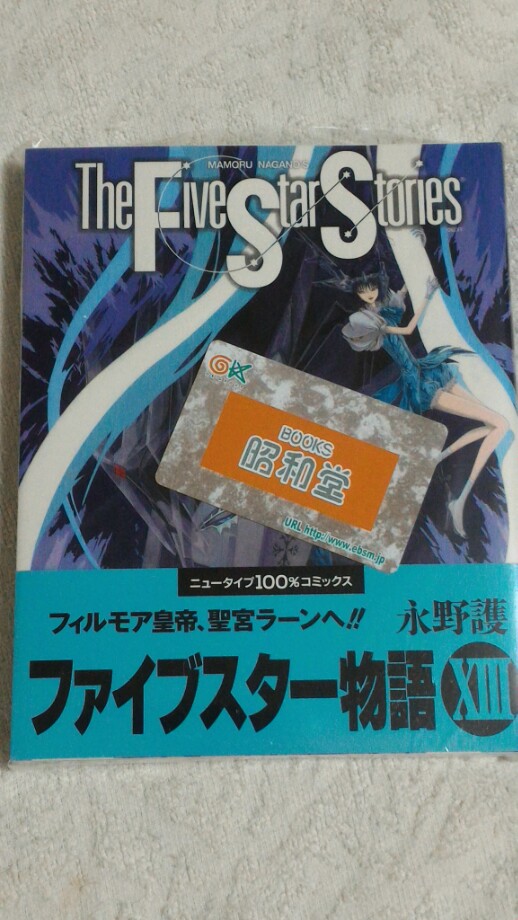 MAMORU NAGANO'S
The Five Star Stories
BOOKS
昭和堂
URL http://www.ebsm.jp
ニュータイプ100%コミックス
フィルモア皇帝、聖宮ラーンへ!!
永野護
ファイブスター物語
XIII